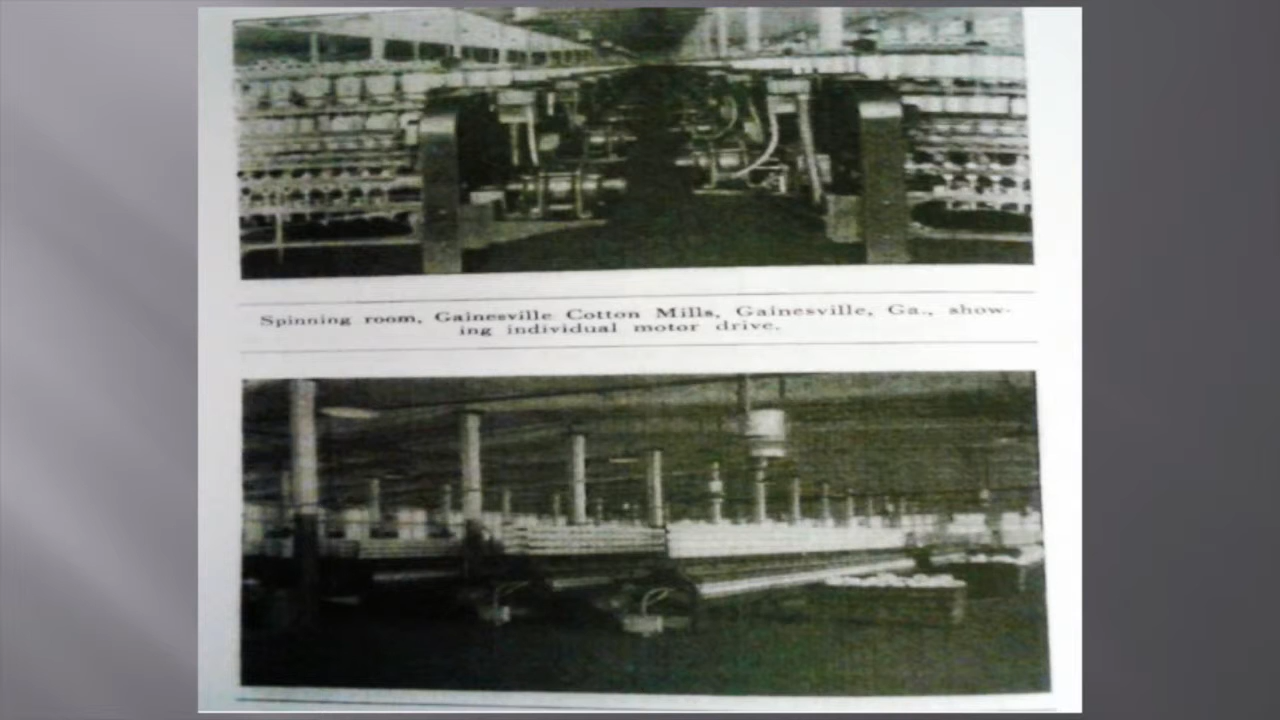 Spinning room, Gainesville Cotton Mills, Gainesville, Ga., show-
ing individual motor drive.